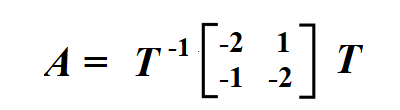 A = T⁻¹ [ -2 1 ] T
[ -1 -2 ]